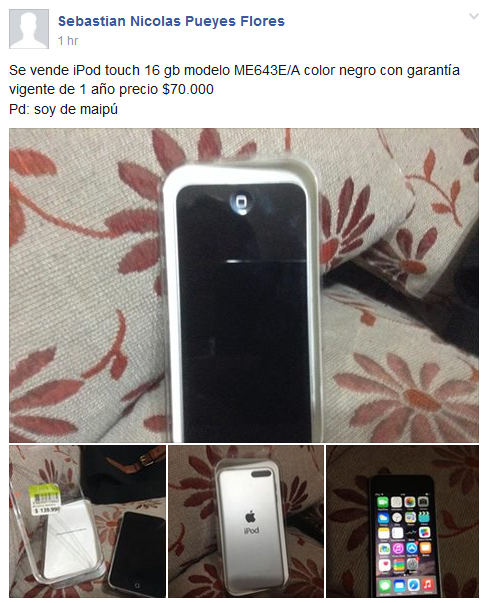 Sebastian Nicolas Pueyes Flores
1 hr
Se vende iPod touch 16 gb modelo ME643E/A color negro con garantía
vigente de 1 año precio $70.000
Pd: soy de maipú
$ 139.990
iPod